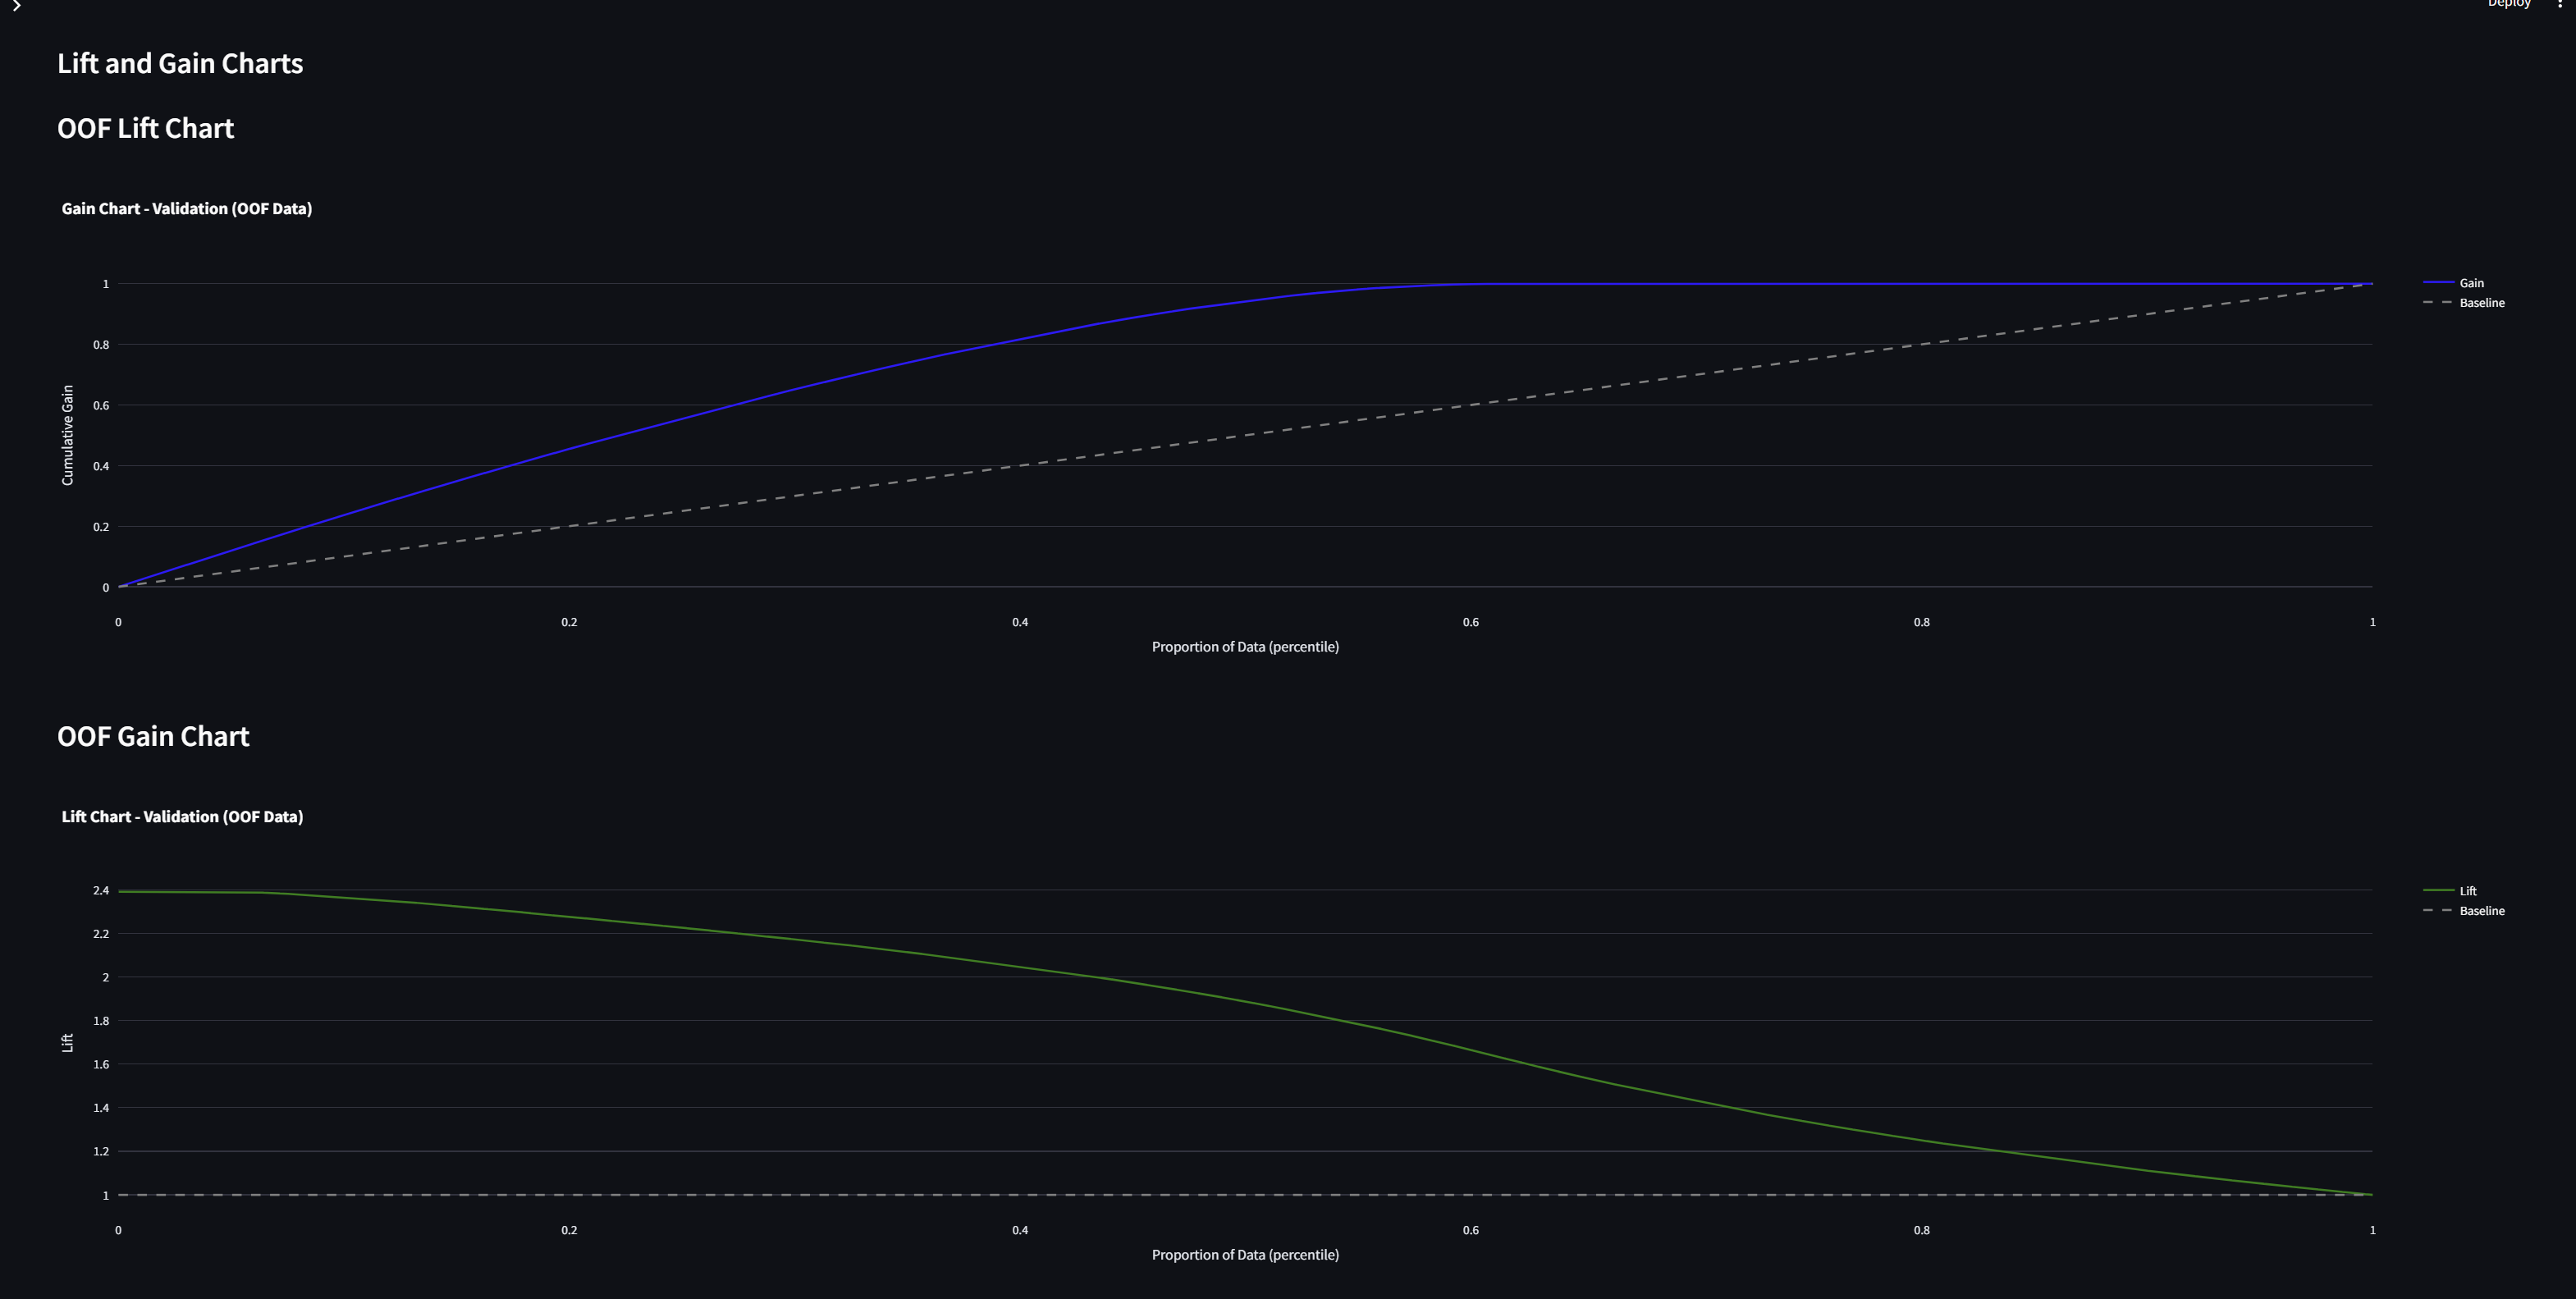 Deploy
Lift and Gain Charts
OOF Lift Chart
Gain Chart - Validation (OOF Data)
1
0.8
0.6
0.4
0.2
0
Cumulative Gain
0
0.2
0.4
0.6
0.8
1
Proportion of Data (percentile)
Gain
Baseline
OOF Gain Chart
Lift Chart - Validation (OOF Data)
2.4
2.2
2
1.8
1.6
1.4
1.2
1
Lift
0
0.2
0.4
0.6
0.8
1
Proportion of Data (percentile)
Lift
Baseline